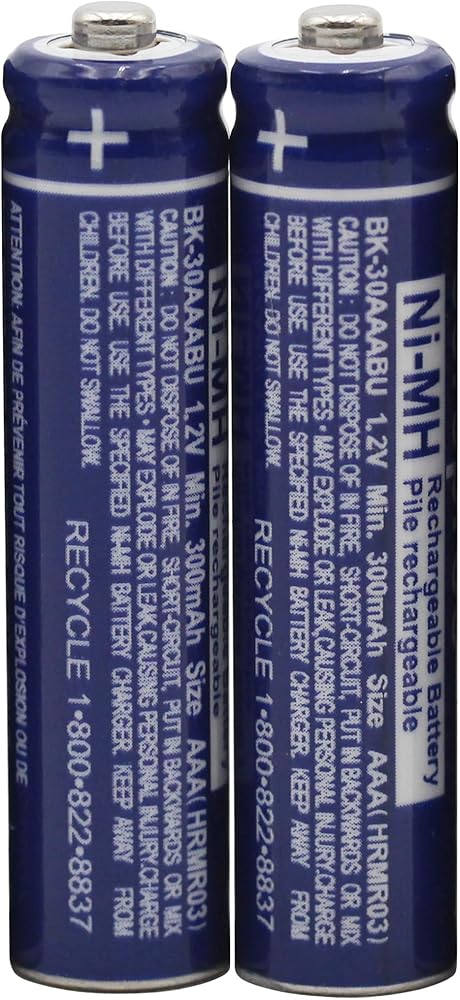 +
Ni-MH
Rechargeable
Pile rechargeable
BK-30AAABU 1.2V Min. 300mAh Size AAA(HRMR03)
CAUTION : DO NOT DISPOSE OF IN FIRE, SHORT-CIRCUIT, PUT IN BACKWARDS OR MIX
WITH DIFFERENT TYPES • MAY EXPLODE OR LEAK,CAUSING PERSONAL INJURY.CHARGE
BEFORE USE. USE THE SPECIFIED Ni-MH BATTERY CHARGER. KEEP AWAY FROM
CHILDREN. DO NOT SWALLOW.
RECYCLE 1•800•822•8837
ATTENTION: AFIN DE PRÉVENIR TOUT RISQUE D'EXPLOSION OU DE
+
Ni-MH
Rechargeable Battery
Pile rechargeable
BK-30AAABU 1.2V Min. 300mAh Size AAA(HRMR03)
CAUTION : DO NOT DISPOSE OF IN FIRE, SHORT-CIRCUIT, PUT IN BACKWARDS OR MIX
WITH DIFFERENT TYPES • MAY EXPLODE OR LEAK,CAUSING PERSONAL INJURY.CHARGE
BEFORE USE. USE THE SPECIFIED Ni-MH BATTERY CHARGER. KEEP AWAY FROM
CHILDREN. DO NOT SWALLOW.
RECYCLE 1•800•822•8837